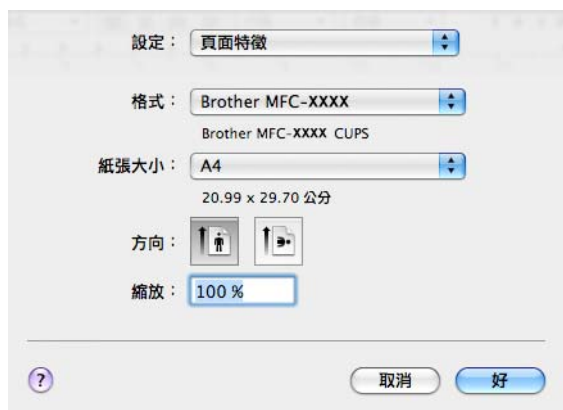 設定： 頁面特徵
格式： Brother MFC-XXXX
Brother MFC-XXXX CUPS
紙張大小： A4
20.99 x 29.70 公分
方向：
縮放： 100 %
? 取消 好